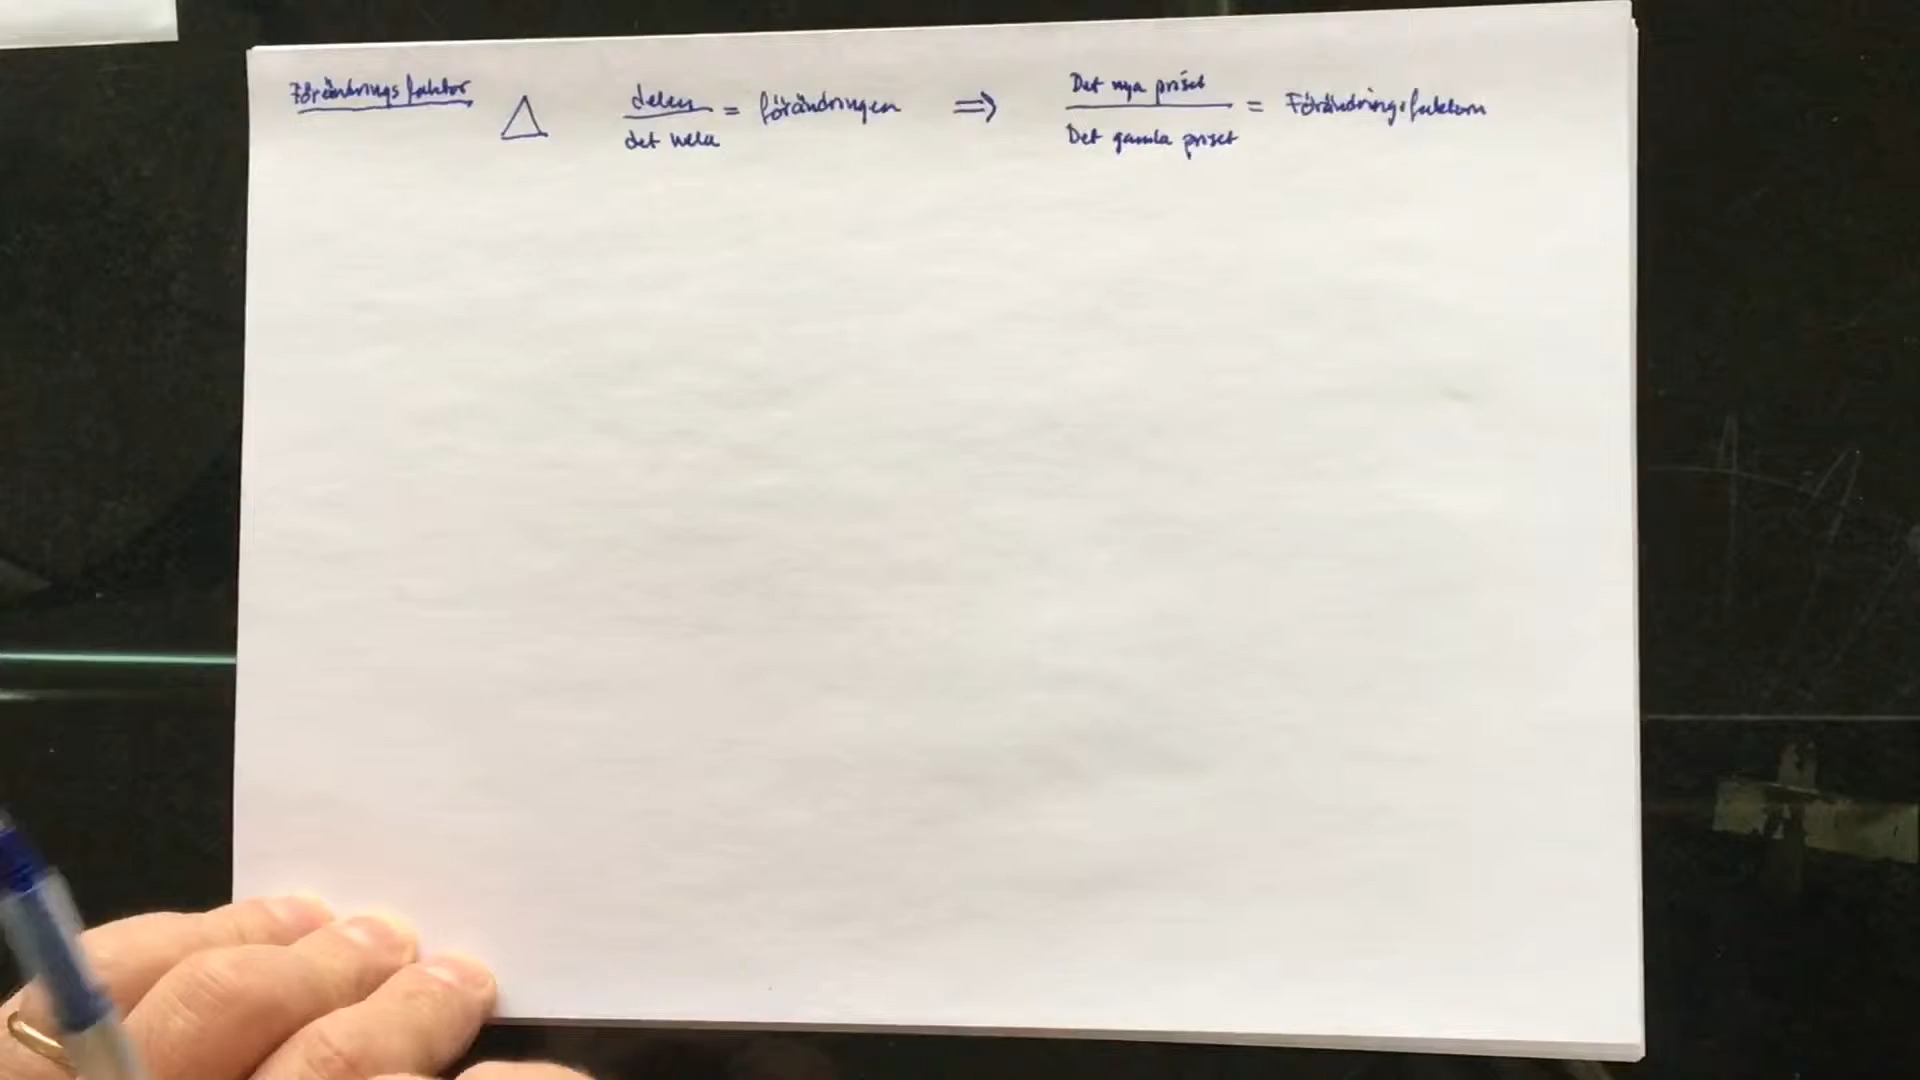 Förändringsfaktor
△ delen / det hela = förändringen ⇒ Det nya priset / Det gamla priset = Förändringsfaktorn